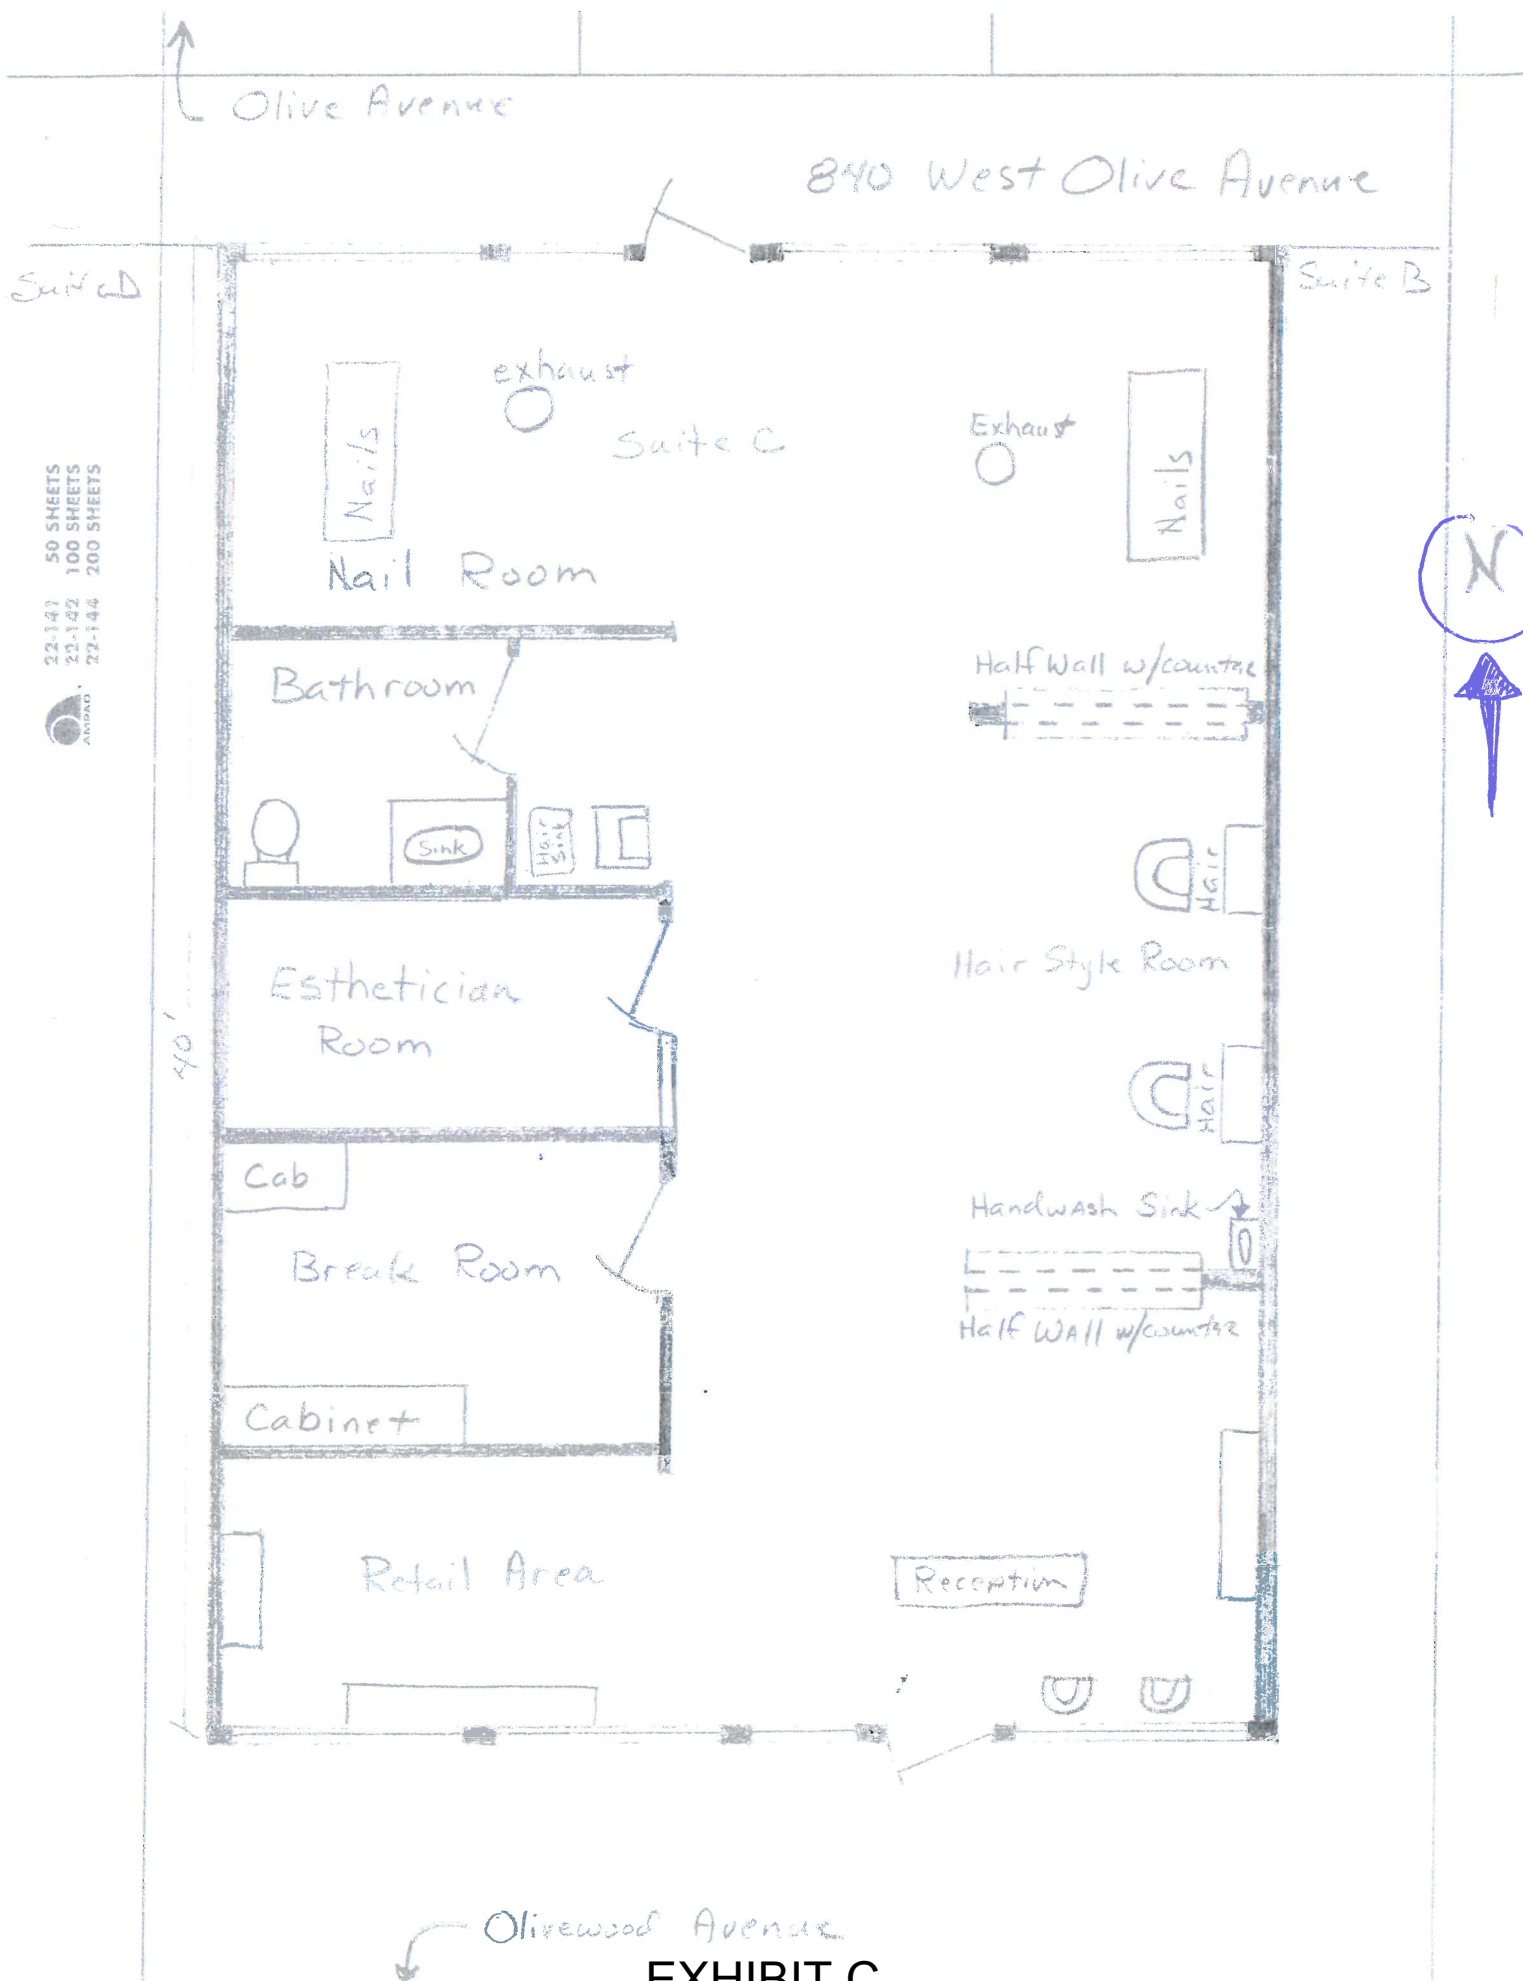 Olive Avenue
840 West Olive Avenue
Suite D
Suite B
exhaust
Suite C
Exhaust
Nails
Nails
Nail Room
22-141 50 SHEETS
22-142 100 SHEETS
22-144 200 SHEETS
AMPAD
N
Bathroom
Half Wall w/counter
Sink
Hair
Sink
Hair
Hair Style Room
Esthetician
Room
40'
Hair
Cab
Handwash Sink
Break Room
Half Wall w/counter
Cabinet
Retail Area
Reception
Olivewood Avenue
EXHIBIT C